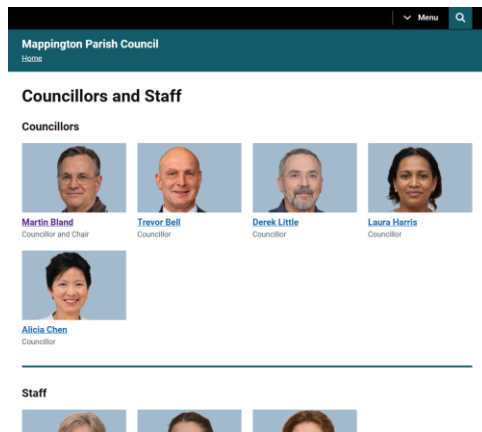 Menu
Mappington Parish Council
Home
Councillors and Staff
Councillors
Martin Bland
Councillor and Chair
Trevor Bell
Councillor
Derek Little
Councillor
Laura Harris
Councillor
Alicia Chen
Councillor
Staff